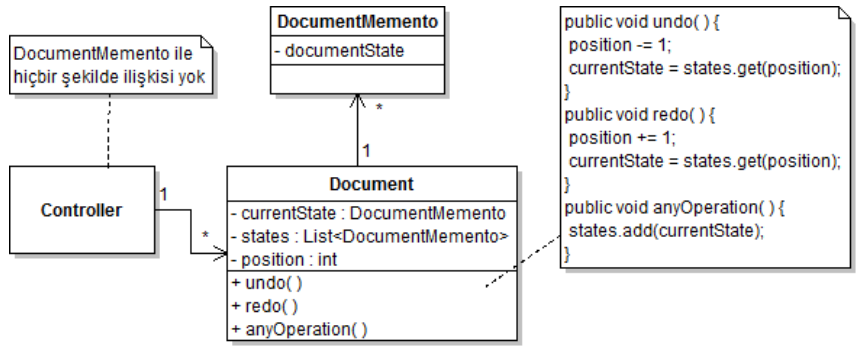 DocumentMemento ile
hiçbir şekilde ilişkisi yok
DocumentMemento
- documentState
*
1
Controller
1
*
Document
- currentState : DocumentMemento
- states : List<DocumentMemento>
- position : int
+ undo( )
+ redo( )
+ anyOperation( )
public void undo( ) {
position -= 1;
currentState = states.get(position);
}
public void redo( ) {
position += 1;
currentState = states.get(position);
}
public void anyOperation( ) {
states.add(currentState);
}